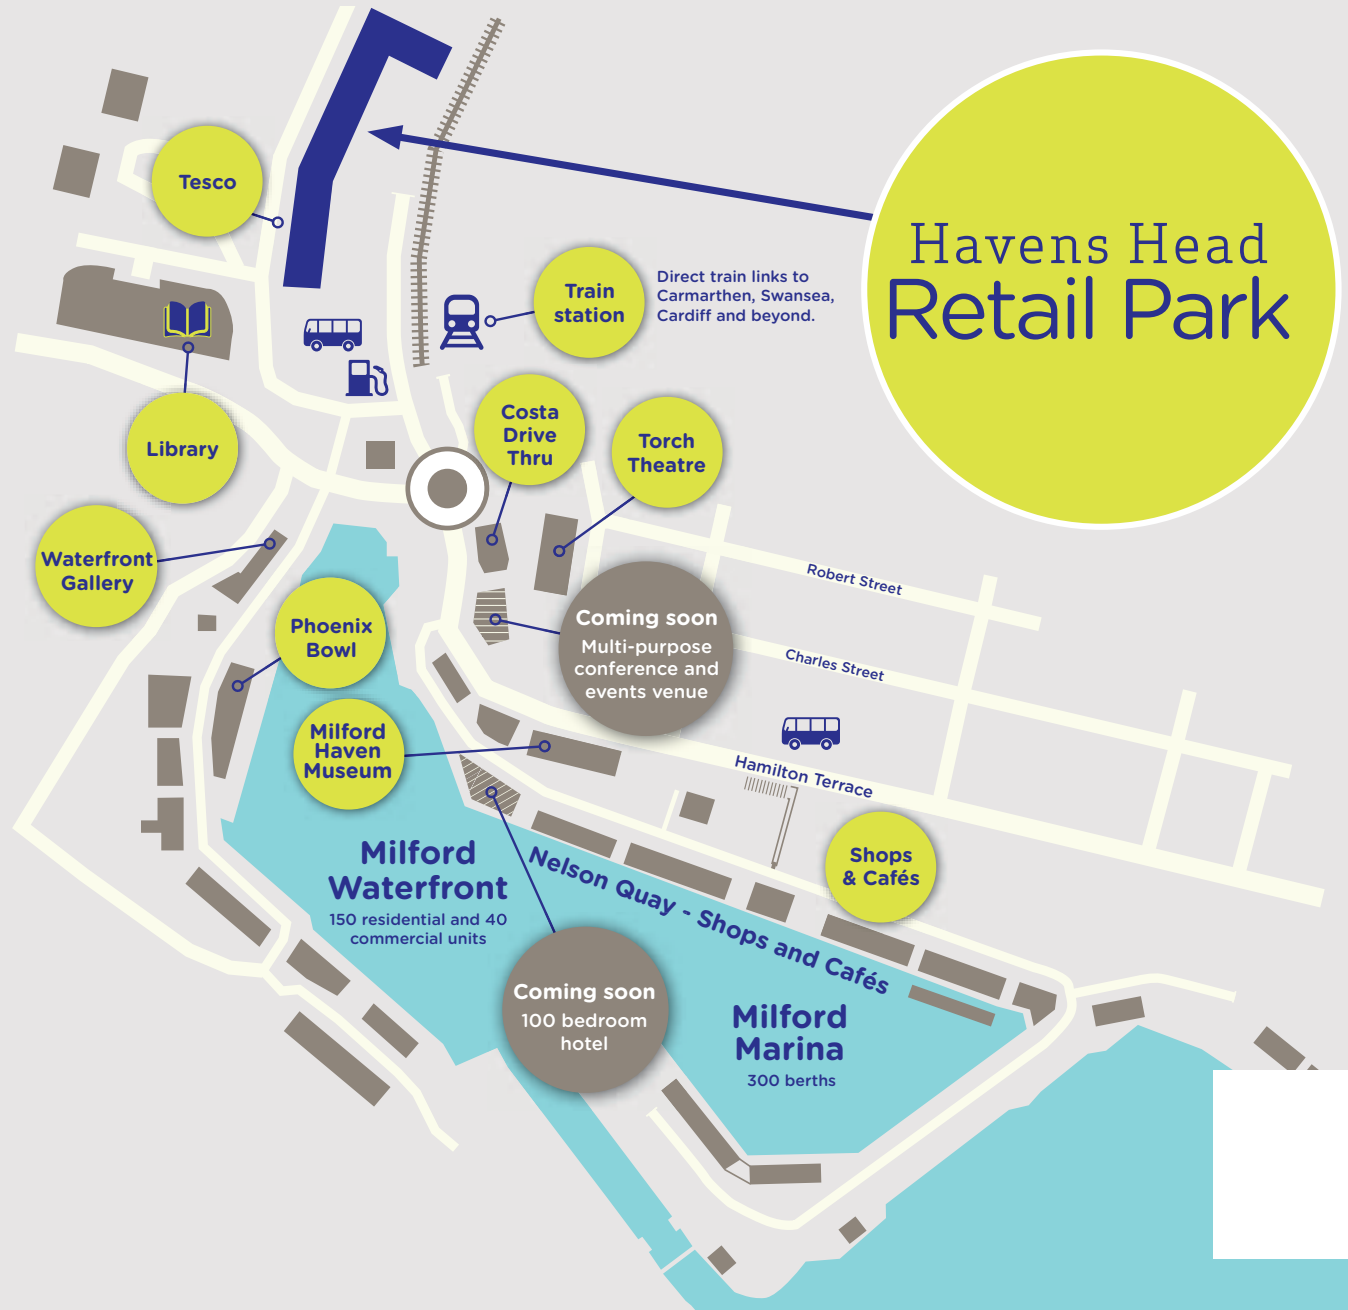 Havens Head
Retail Park
Tesco
Train
station
Direct train links to
Carmarthen, Swansea,
Cardiff and beyond.
Library
Costa
Drive
Thru
Torch
Theatre
Waterfront
Gallery
Robert Street
Phoenix
Bowl
Coming soon
Multi-purpose
conference and
events venue
Charles Street
Milford
Haven
Museum
Hamilton Terrace
Shops
& Cafés
Milford
Waterfront
150 residential and 40
commercial units
Nelson Quay - Shops and Cafés
Coming soon
100 bedroom
hotel
Milford
Marina
300 berths